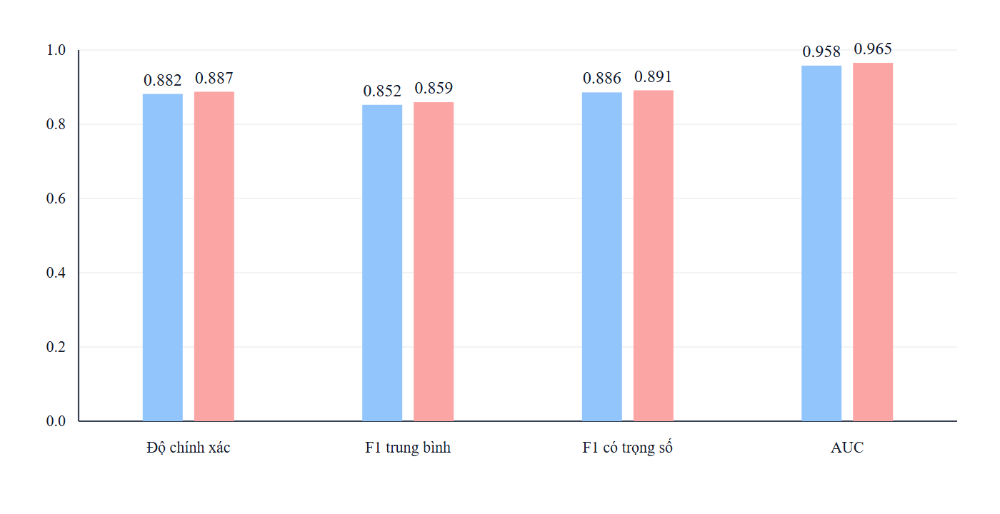 1.0
0.8
0.6
0.4
0.2
0.0
0.882 0.887
0.852 0.859
0.886 0.891
0.958 0.965
Độ chính xác
F1 trung bình
F1 có trọng số
AUC